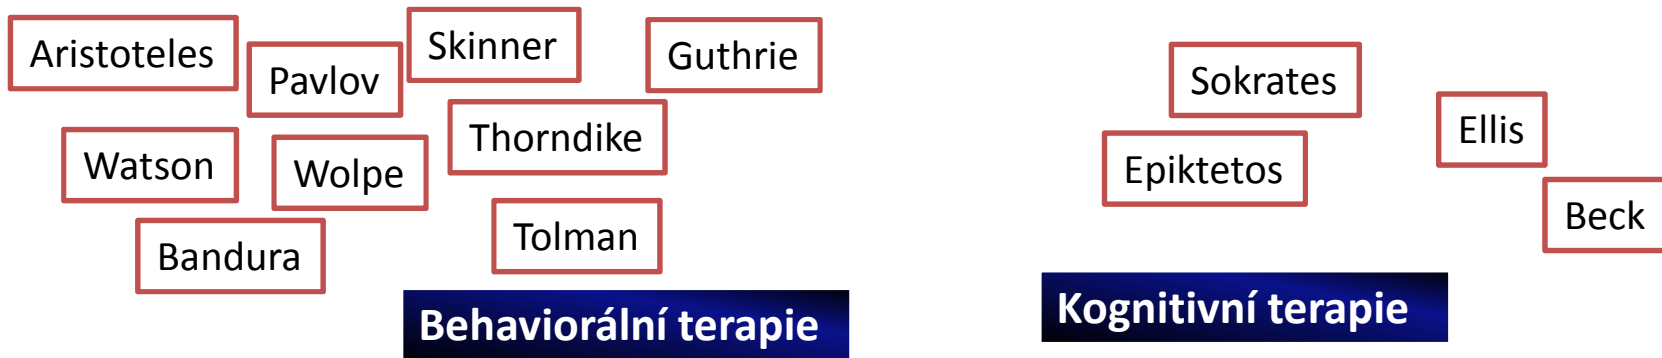 Aristoteles
Pavlov
Skinner
Guthrie
Watson
Wolpe
Thorndike
Bandura
Tolman
Behaviorální terapie
Sokrates
Ellis
Epiktetos
Beck
Kognitivní terapie